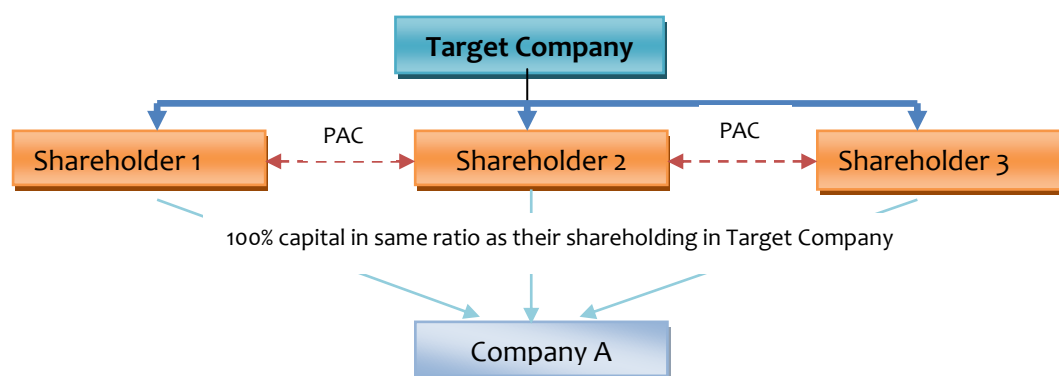 Target Company
PAC
PAC
Shareholder 1
Shareholder 2
Shareholder 3
100% capital in same ratio as their shareholding in Target Company
Company A